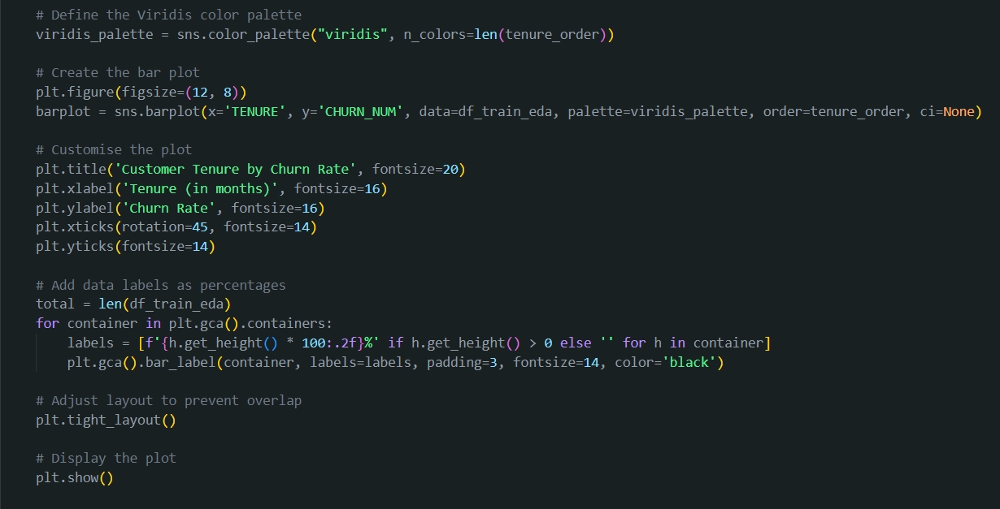 # Define the Viridis color palette
viridis_palette = sns.color_palette("viridis", n_colors=len(tenure_order))
# Create the bar plot
plt.figure(figsize=(12, 8))
barplot = sns.barplot(x='TENURE', y='CHURN_NUM', data=df_train_eda, palette=viridis_palette, order=tenure_order, ci=None)
# Customise the plot
plt.title('Customer Tenure by Churn Rate', fontsize=20)
plt.xlabel('Tenure (in months)', fontsize=16)
plt.ylabel('Churn Rate', fontsize=16)
plt.xticks(rotation=45, fontsize=14)
plt.yticks(fontsize=14)
# Add data labels as percentages
total = len(df_train_eda)
for container in plt.gca().containers:
    labels = [f'{h.get_height() * 100:.2f}%' if h.get_height() > 0 else '' for h in container]
    plt.gca().bar_label(container, labels=labels, padding=3, fontsize=14, color='black')
# Adjust layout to prevent overlap
plt.tight_layout()
# Display the plot
plt.show()